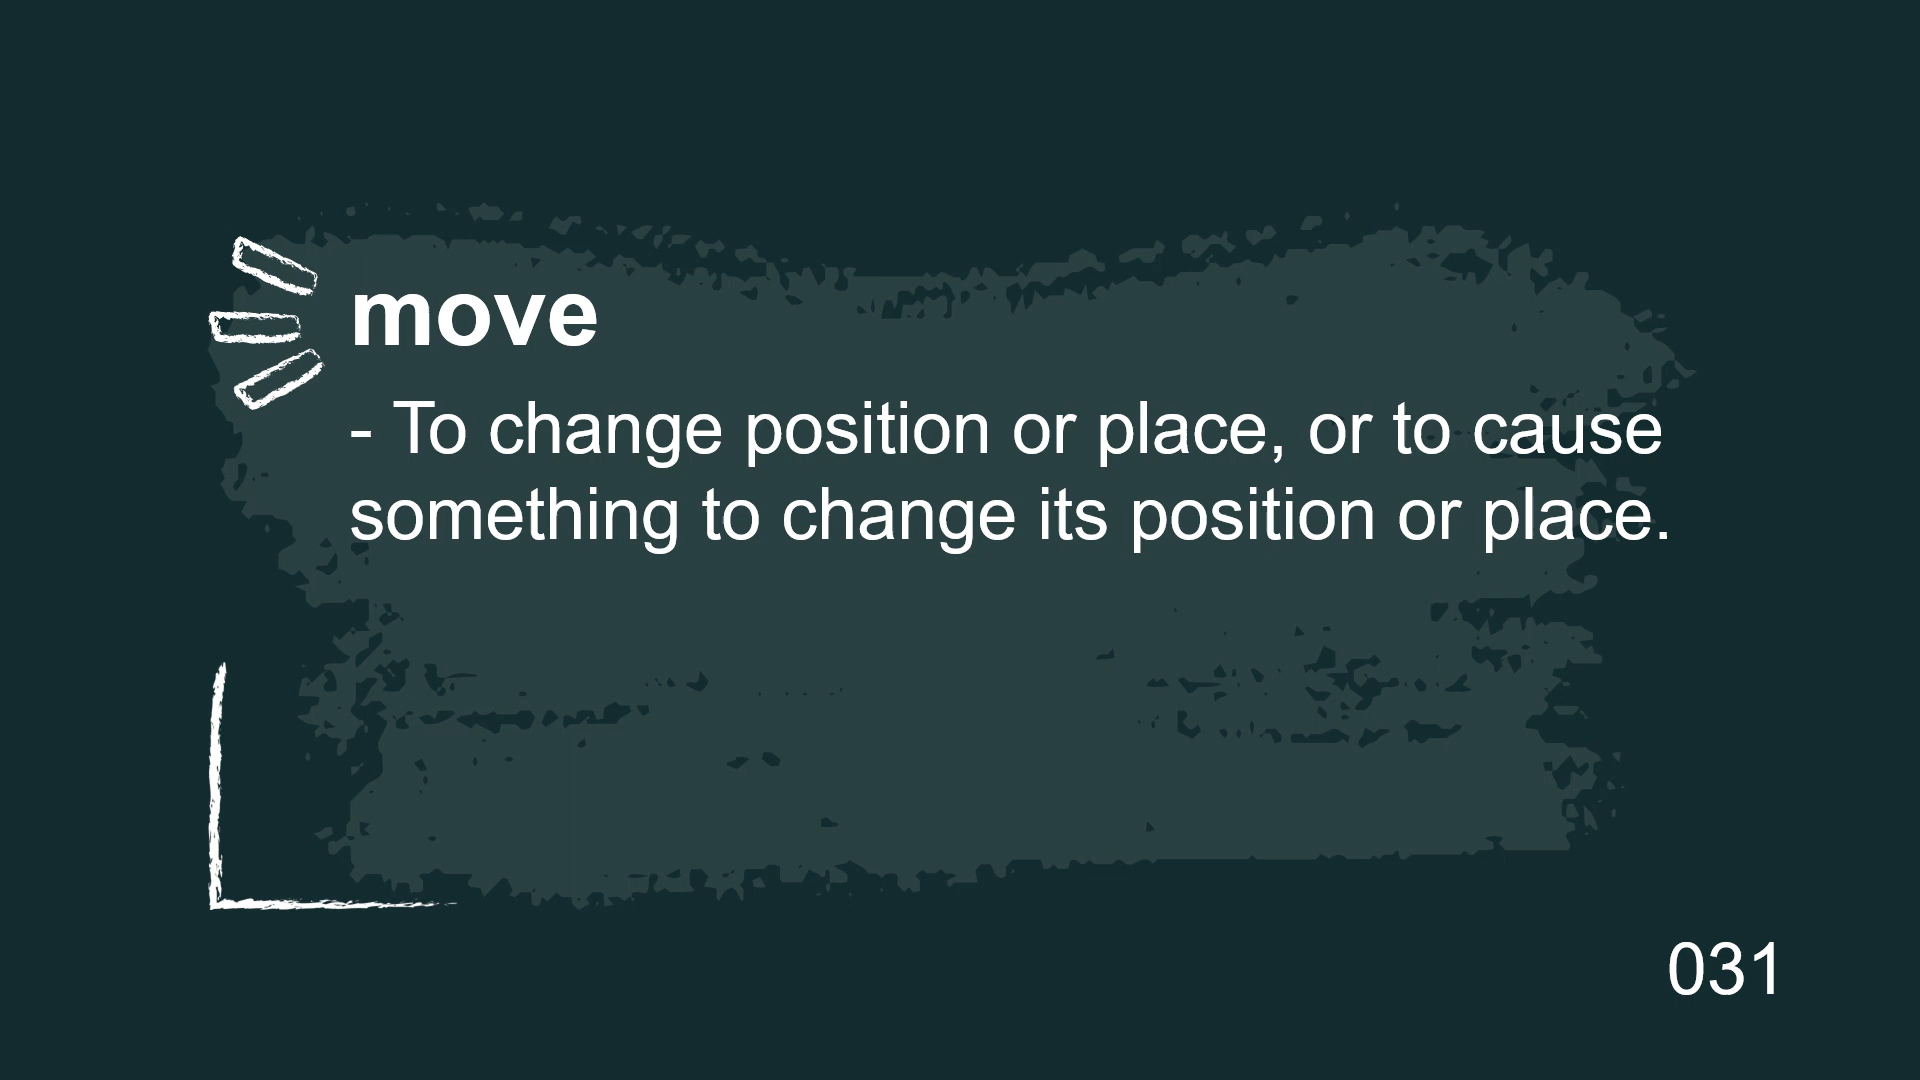 move
- To change position or place, or to cause
something to change its position or place.
031